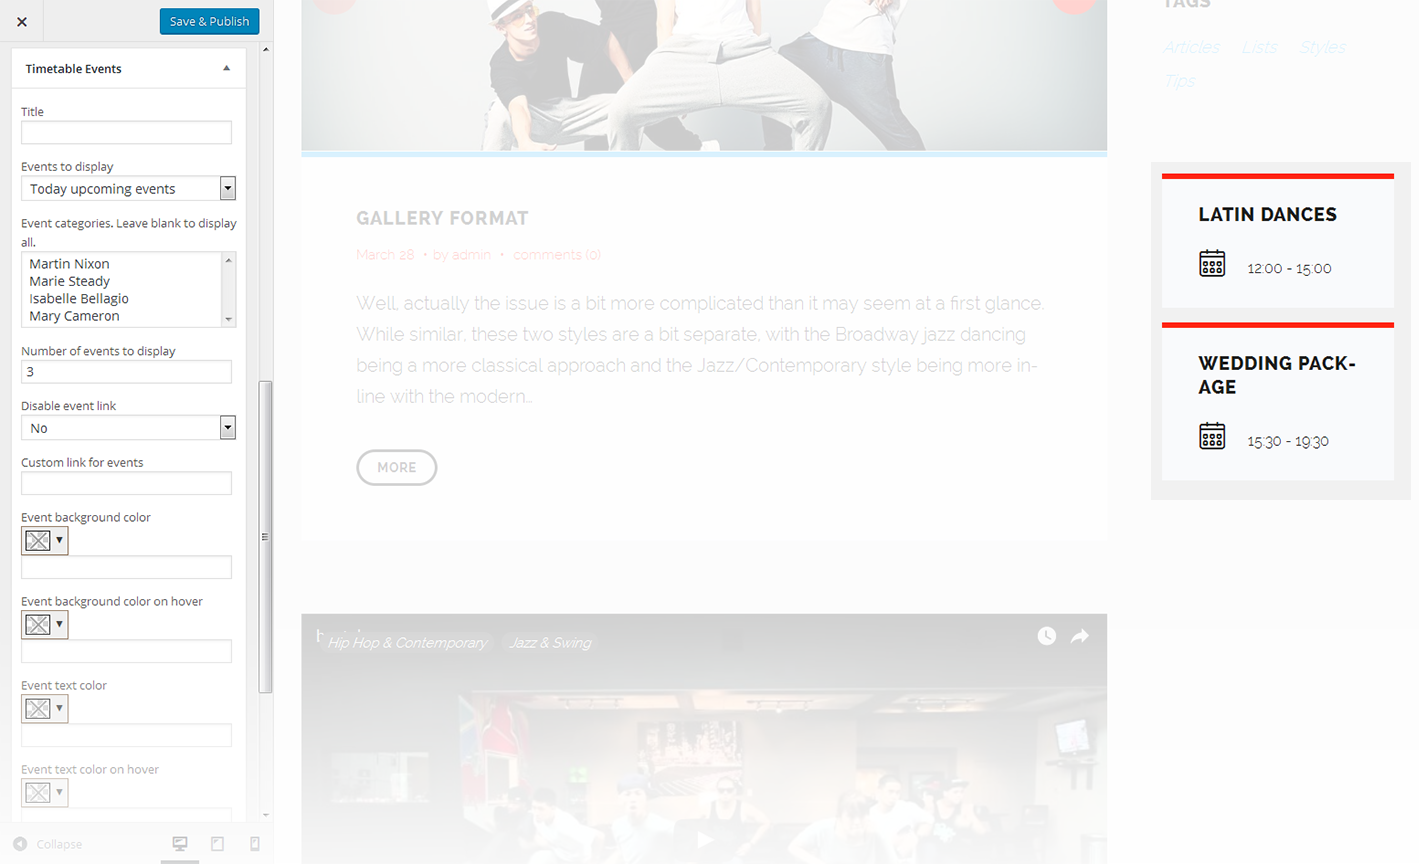 Save & Publish
Timetable Events
Title
Events to display
Today upcoming events
Event categories. Leave blank to display
all.
Martin Nixon
Marie Steady
Isabelle Bellagio
Mary Cameron
Number of events to display
3
Disable event link
No
Custom link for events
Event background color
Event background color on hover
Event text color
Event text color on hover
Collapse
GALLERY FORMAT
March 28 • by admin • comments (0)
Well, actually the issue is a bit more complicated than it may seem at a first glance.
While similar, these two styles are a bit separate, with the Broadway jazz dancing
being a more classical approach and the Jazz/Contemporary style being more in-
line with the modern...
MORE
Hip Hop & Contemporary Jazz & Swing
TAGS
Articles Lists Styles
Tips
LATIN DANCES
12:00 - 15:00
WEDDING PACK-
AGE
15:30 - 19:30